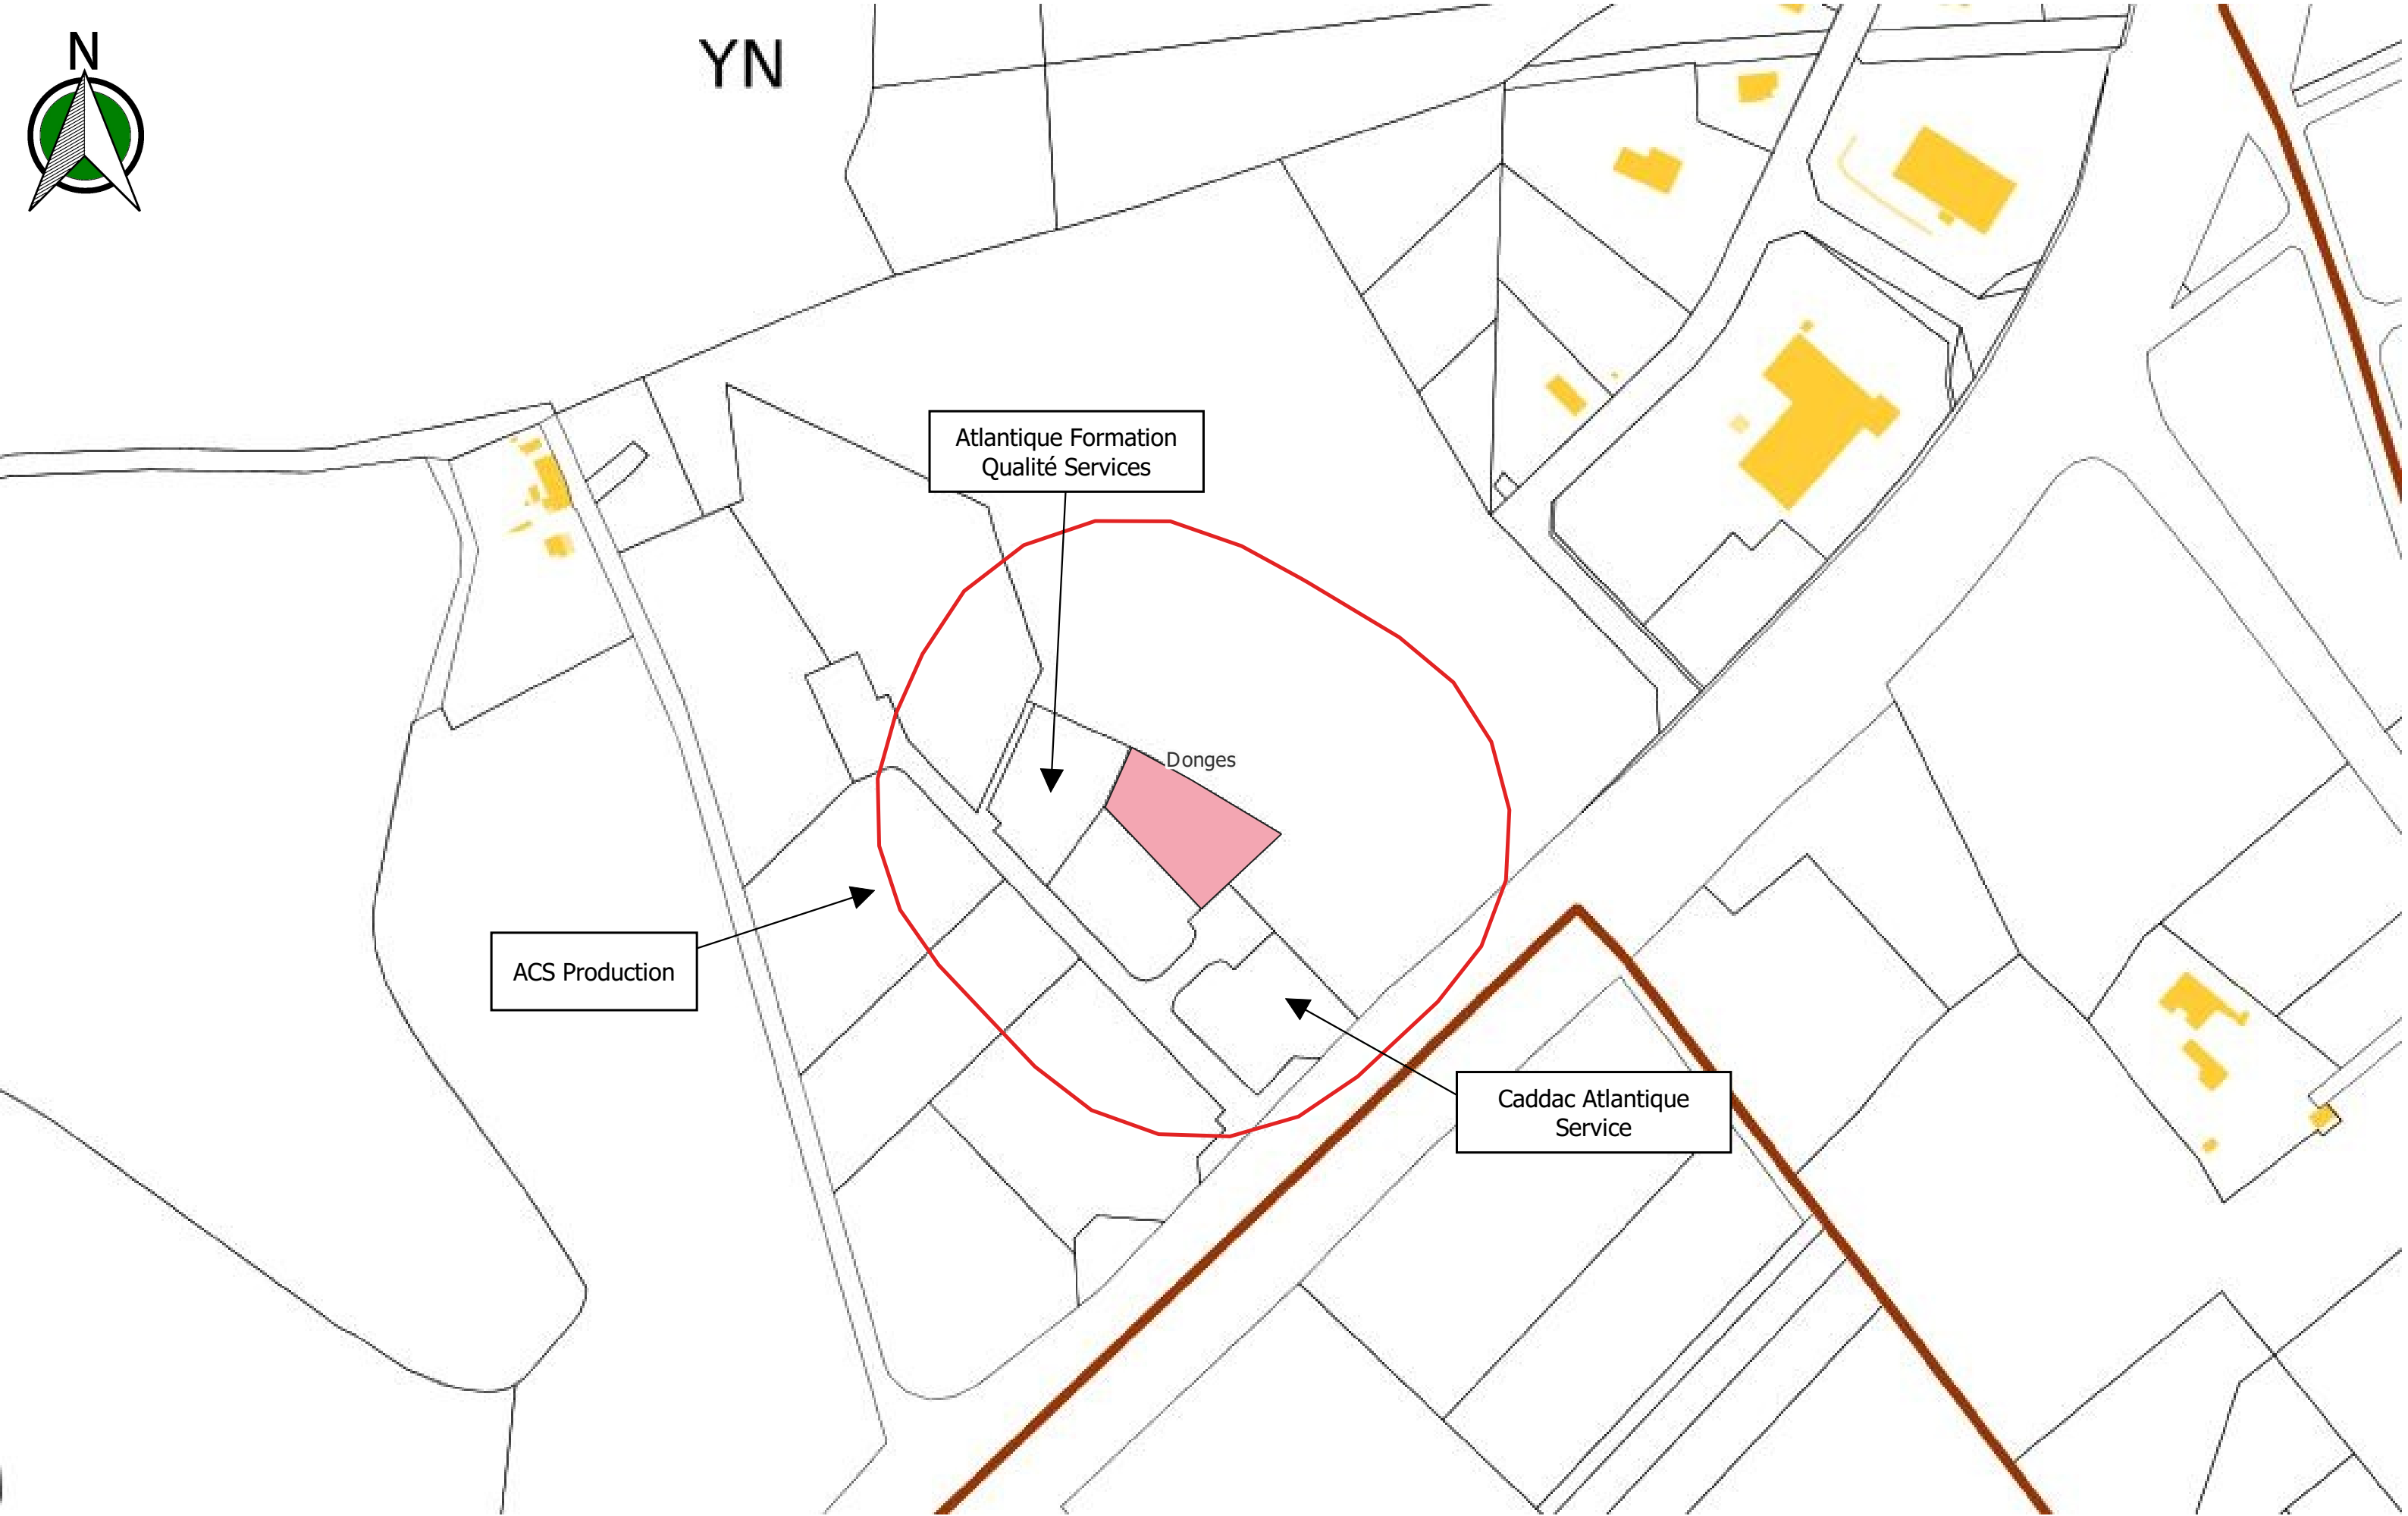 N
YN
Atlantique Formation
Qualité Services
Donges
ACS Production
Caddac Atlantique
Service